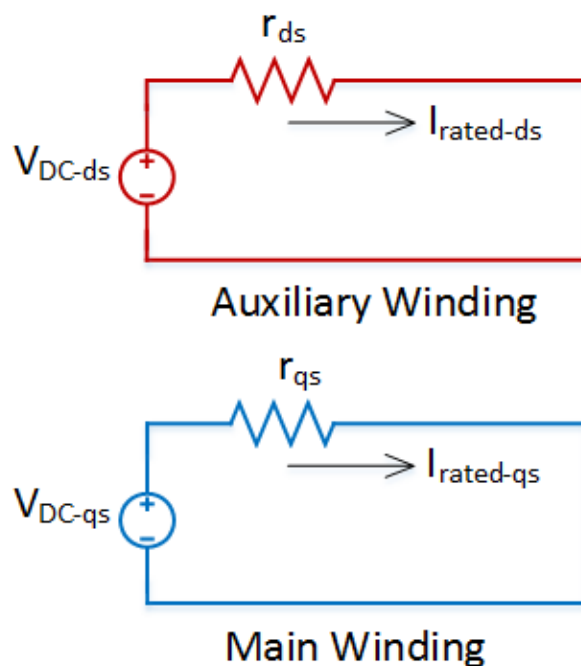 rds
Irated-ds
VDC-ds
+
−
Auxiliary Winding
rqs
Irated-qs
VDC-qs
+
−
Main Winding